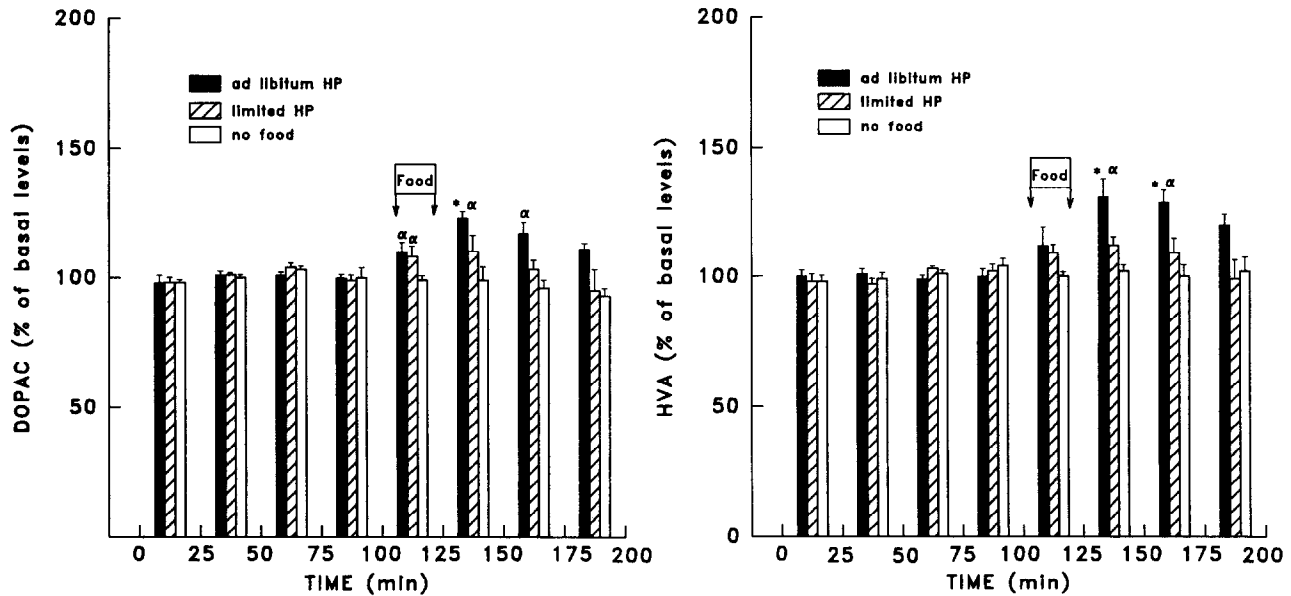 200
150
100
50
DOPAC (% of basal levels)
ad libitum HP
limited HP
no food
Food
α α
* α
α
0 25 50 75 100 125 150 175 200
TIME (min)
200
150
100
50
0
HVA (% of basal levels)
ad libitum HP
limited HP
no food
Food
* α
* α
0 25 50 75 100 125 150 175 200
TIME (min)